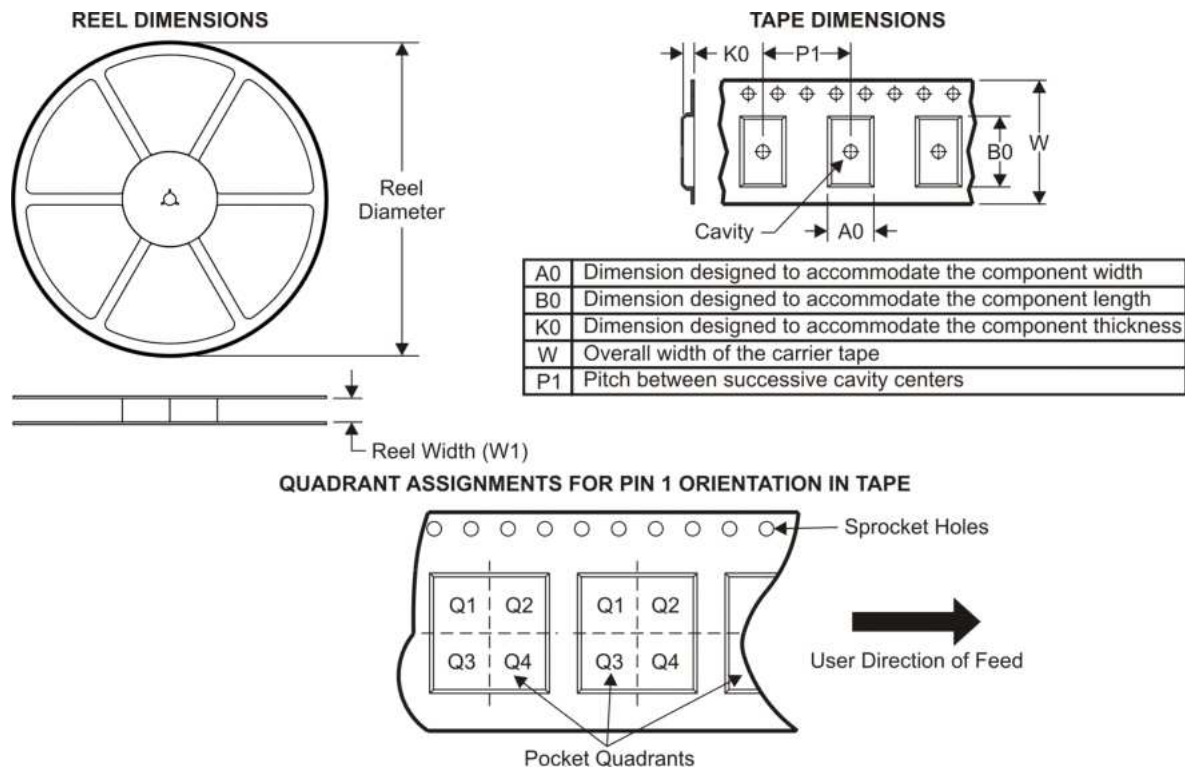 REEL DIMENSIONS
Reel
Diameter
Reel Width (W1)
TAPE DIMENSIONS
K0
P1
B0
W
Cavity
A0
A0 Dimension designed to accommodate the component width
B0 Dimension designed to accommodate the component length
K0 Dimension designed to accommodate the component thickness
W Overall width of the carrier tape
P1 Pitch between successive cavity centers
QUADRANT ASSIGNMENTS FOR PIN 1 ORIENTATION IN TAPE
Sprocket Holes
Q1 Q2 Q1 Q2
Q3 Q4 Q3 Q4
User Direction of Feed
Pocket Quadrants